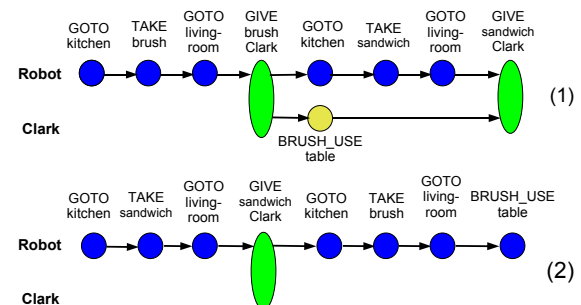 GOTO kitchen
TAKE brush
GOTO living-room
GIVE brush Clark
GOTO kitchen
TAKE sandwich
GOTO living-room
GIVE sandwich Clark
Robot
(1)
Clark
BRUSH_USE table
GOTO kitchen
TAKE sandwich
GOTO living-room
GIVE sandwich Clark
GOTO kitchen
TAKE brush
GOTO living-room
BRUSH_USE table
Robot
(2)
Clark